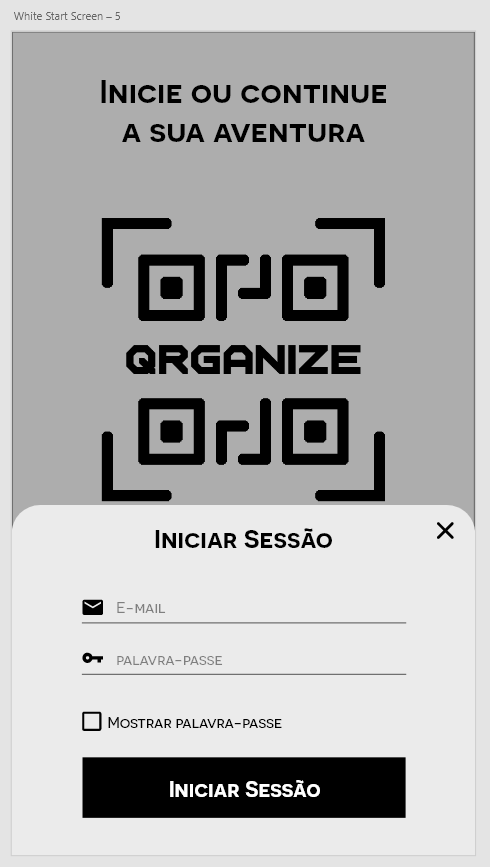 White Start Screen – 5
Inicie ou continue
a sua aventura
QRGANIZE
Iniciar Sessão
E-mail
palavra-passe
Mostrar palavra-passe
Iniciar Sessão